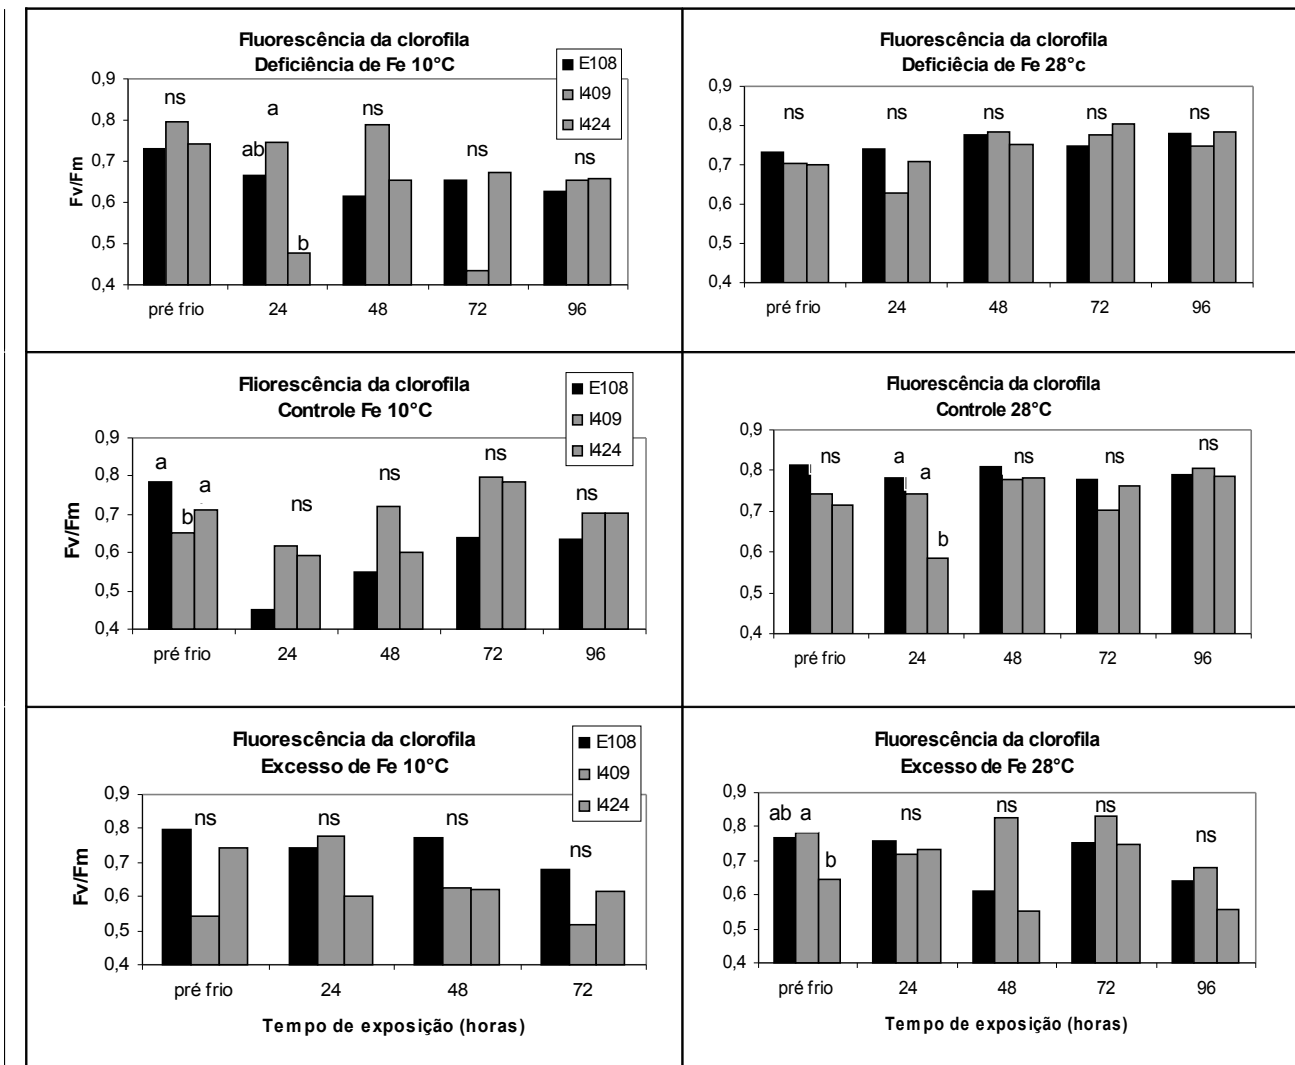 Fluorescência da clorofila
Deficiência de Fe 10°C
E108
I409
I424
Fv/Fm
0,9
0,8
0,7
0,6
0,5
0,4
ns
ab
a
b
ns
ns
ns
pré frio 24 48 72 96
Fluorescência da clorofila
Deficiêcia de Fe 28°c
0,9
0,8
0,7
0,6
0,5
0,4
ns ns ns ns ns
pré frio 24 48 72 96
Fliorescência da clorofila
Controle Fe 10°C
E108
I409
I424
Fv/Fm
0,9
0,8
0,7
0,6
0,5
0,4
a
b
a
ns
ns
ns
ns
pré frio 24 48 72 96
Fluorescência da clorofila
Controle 28°C
0,9
0,8
0,7
0,6
0,5
0,4
ns
a
a
b
ns
ns
ns
pré frio 24 48 72 96
Fluorescência da clorofila
Excesso de Fe 10°C
E108
I409
I424
Fv/Fm
0,9
0,8
0,7
0,6
0,5
0,4
ns ns ns ns
pré frio 24 48 72
Tempo de exposição (horas)
Fluorescência da clorofila
Excesso de Fe 28°C
0,9
0,8
0,7
0,6
0,5
0,4
ab a
b
ns
ns
ns
ns
pré frio 24 48 72 96
Tempo de exposição (horas)